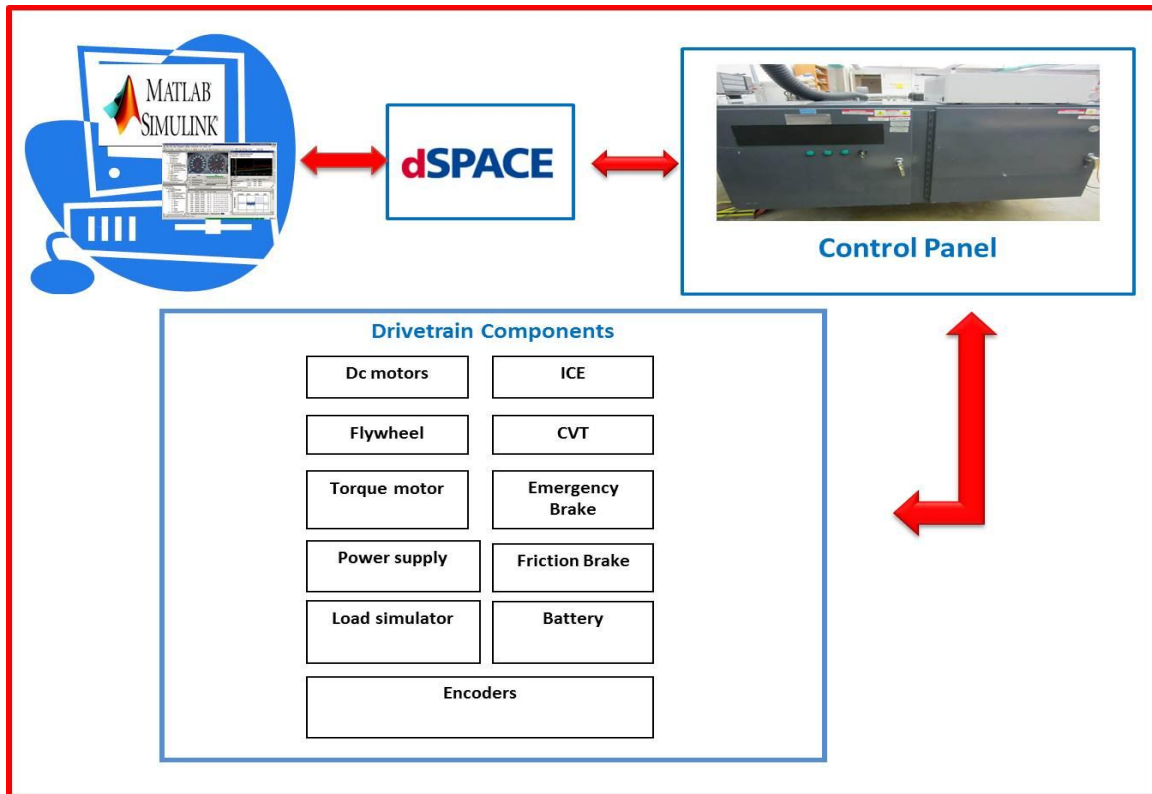 MATLAB
SIMULINK
dSPACE
Control Panel
Drivetrain Components
Dc motors
ICE
Flywheel
CVT
Torque motor
Emergency
Brake
Power supply
Friction Brake
Load simulator
Battery
Encoders